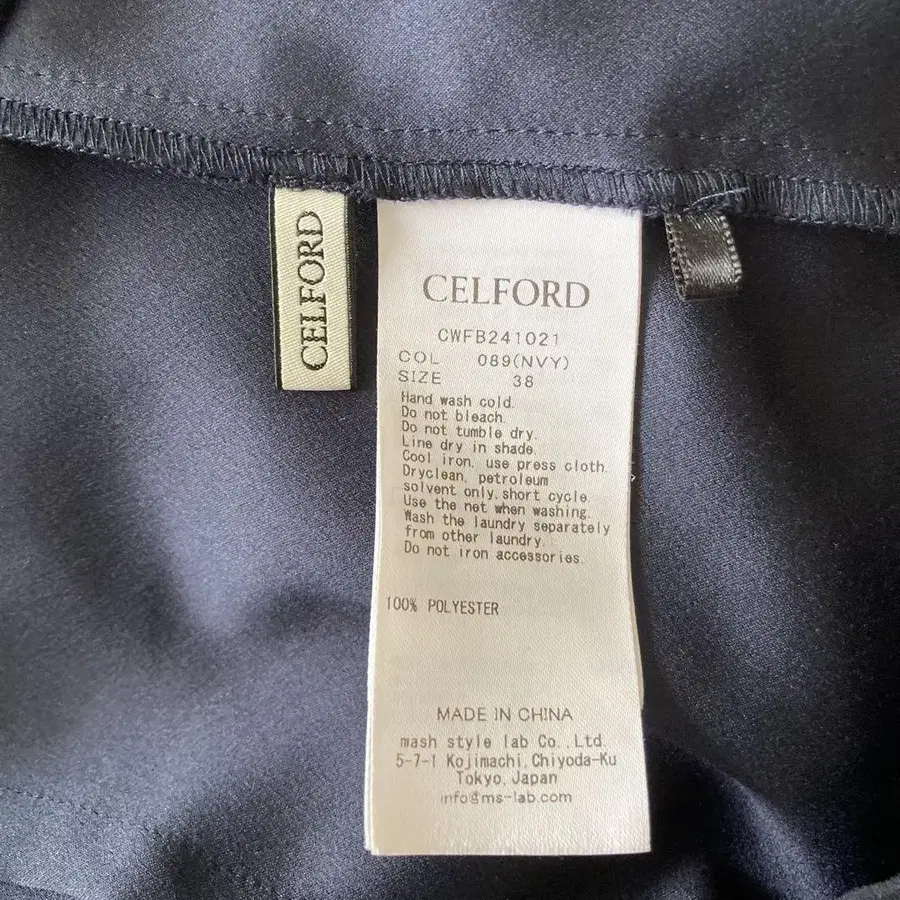 CELFORD
CELFORD
CWFB241021
COL 089(NVY)
SIZE 38
Hand wash cold.
Do not bleach.
Do not tumble dry.
Line dry in shade.
Cool iron, use press cloth.
Dryclean, petroleum
solvent only, short cycle.
Use the net when washing.
Wash the laundry separately
from other laundry.
Do not iron accessories.
100% POLYESTER
MADE IN CHINA
mash style lab Co., Ltd.
5-7-1 Kojimachi, Chiyoda-Ku
Tokyo, Japan
info@ms-lab.com